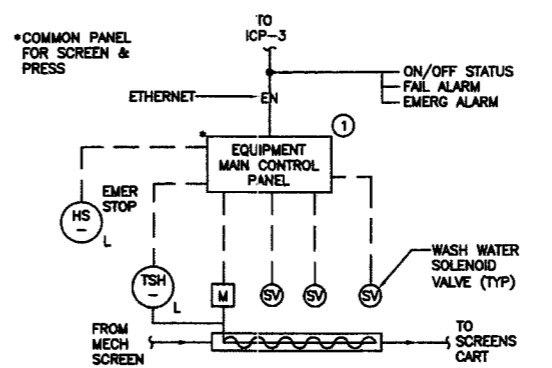 TO
ICP-3
*COMMON PANEL
FOR SCREEN &
PRESS
ON/OFF STATUS
FAIL ALARM
EMERG ALARM
ETHERNET
EN
*
1
EQUIPMENT
MAIN CONTROL
PANEL
EMER
STOP
HS
-
L
TSH
-
L
M
SV
SV
SV
WASH WATER
SOLENOID
VALVE (TYP)
FROM
MECH
SCREEN
TO
SCREENS
CART